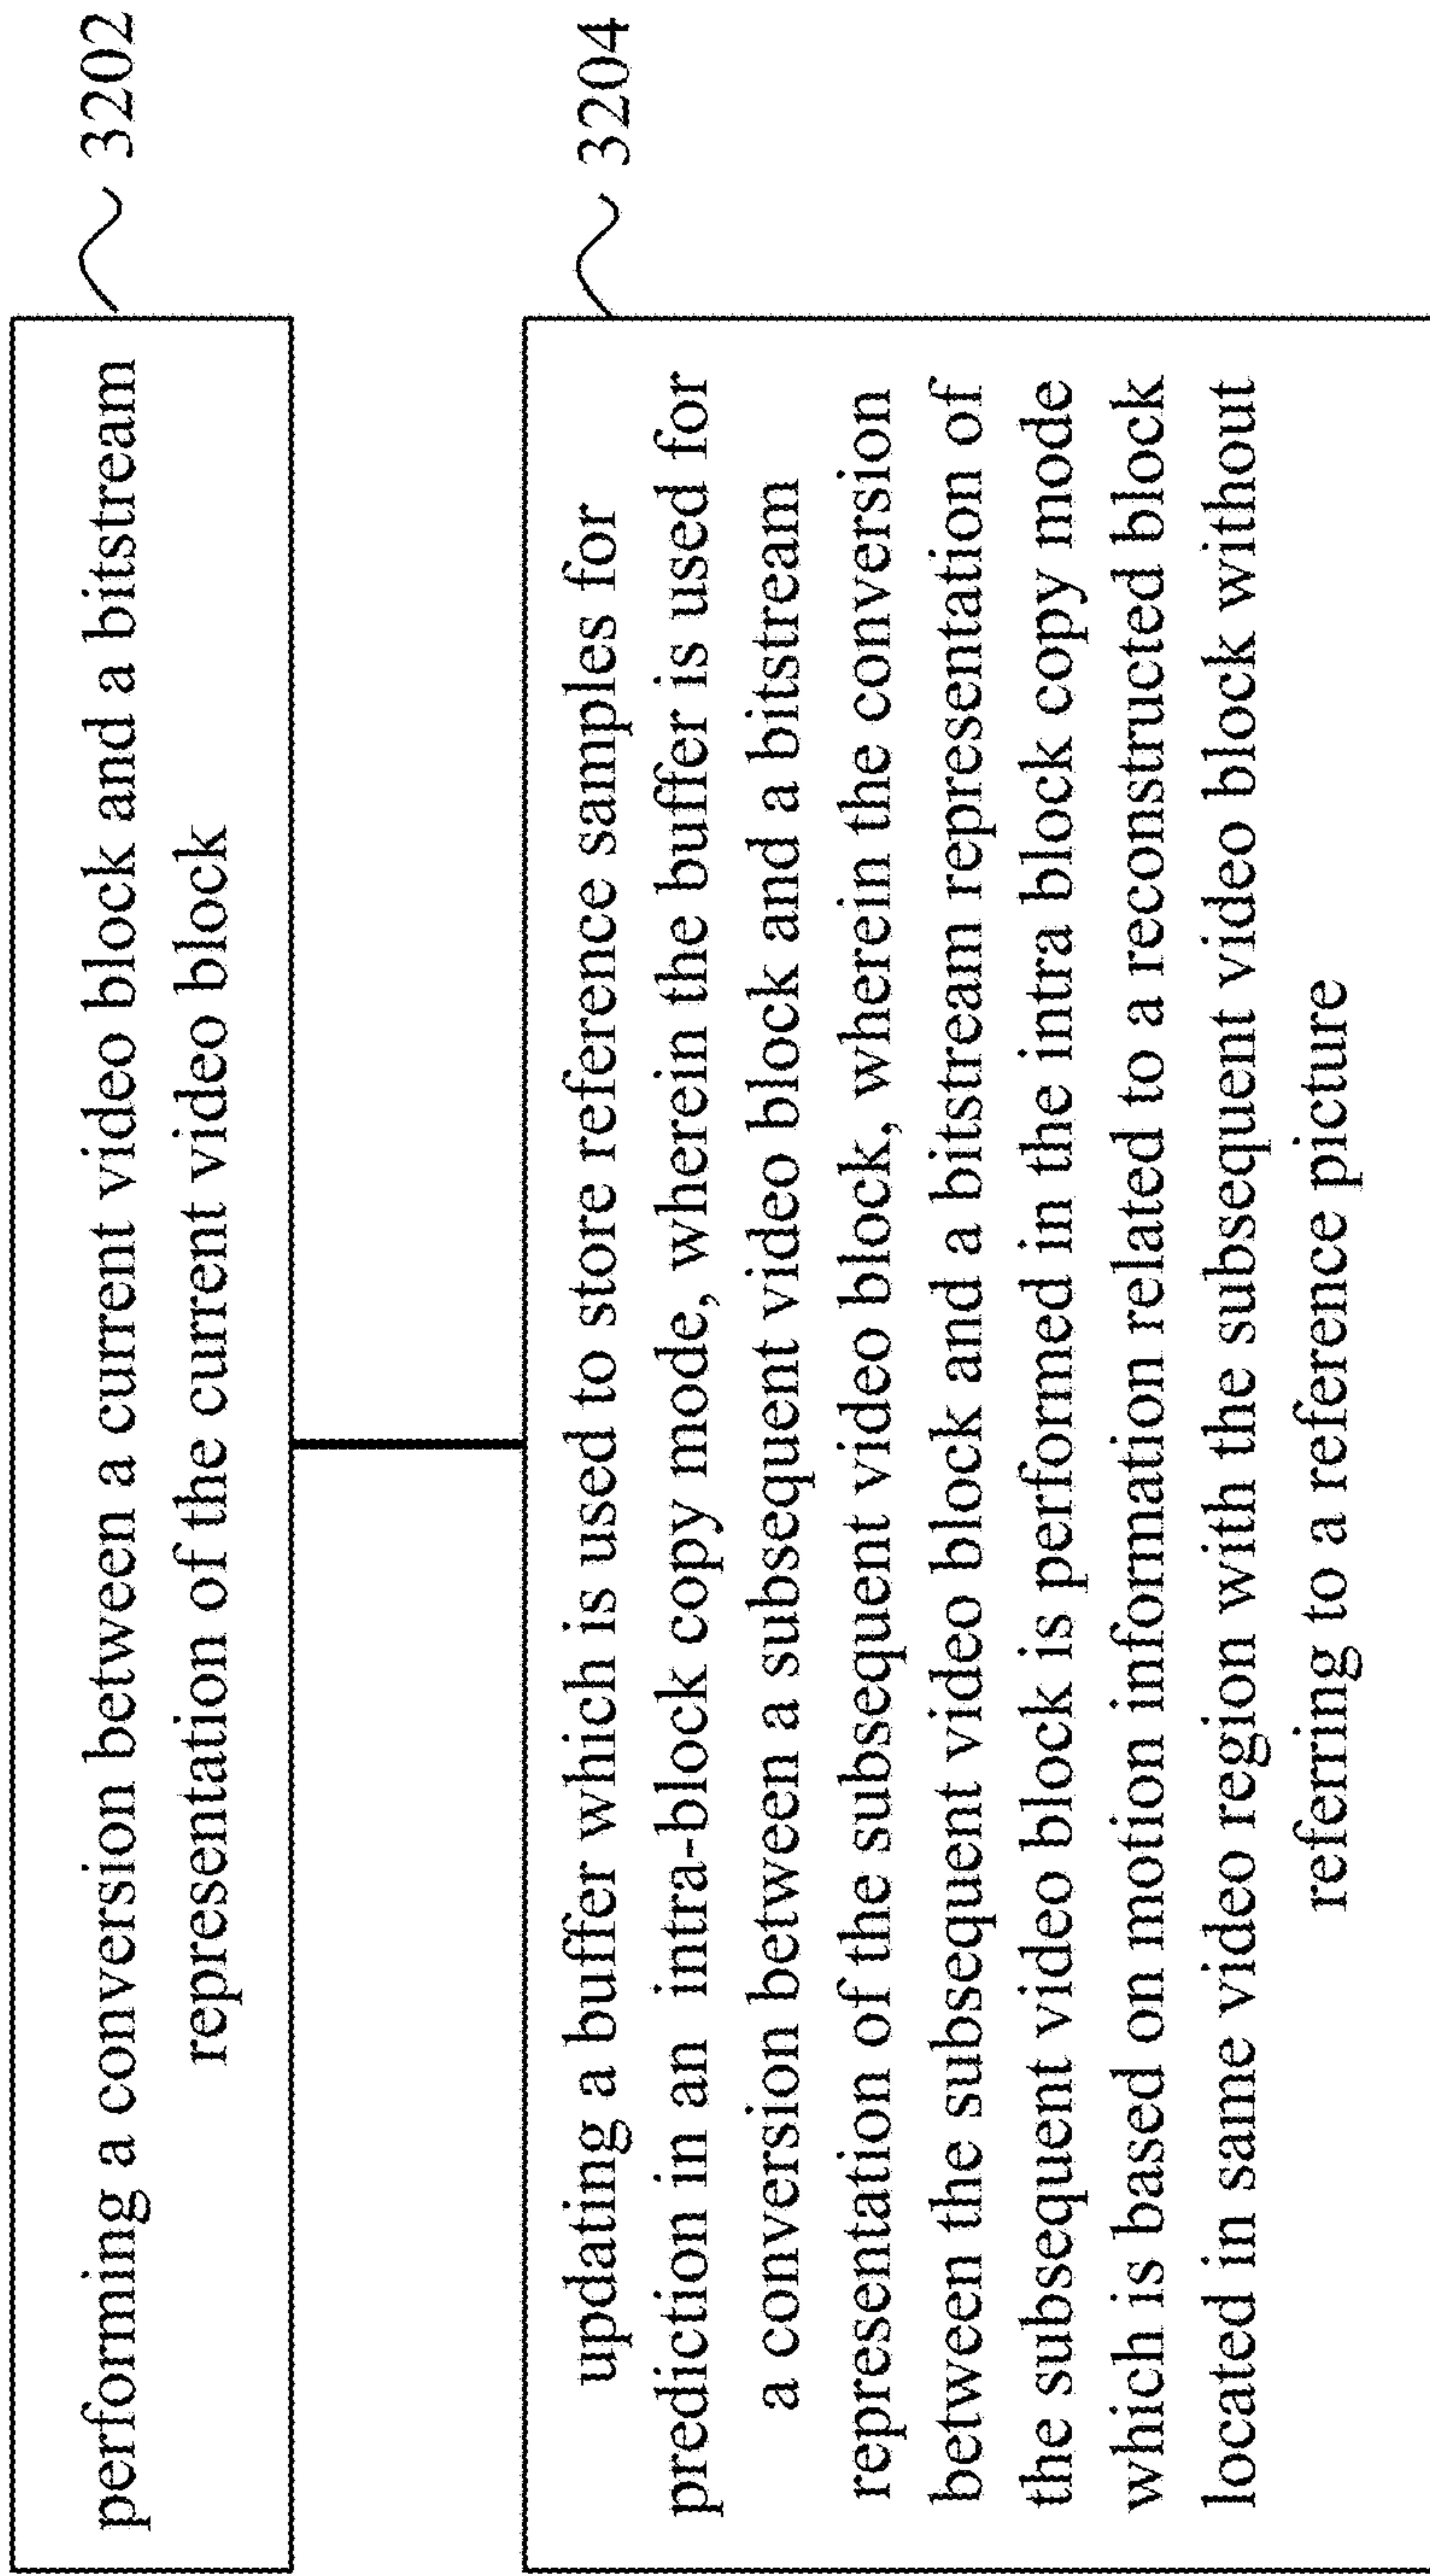 performing a conversion between a current video block and a bitstream
representation of the current video block
3202
updating a buffer which is used to store reference samples for
prediction in an intra-block copy mode, wherein the buffer is used for
a conversion between a subsequent video block and a bitstream
representation of the subsequent video block, wherein the conversion
between the subsequent video block and a bitstream representation of
the subsequent video block is performed in the intra block copy mode
which is based on motion information related to a reconstructed block
located in same video region with the subsequent video block without
referring to a reference picture
3204